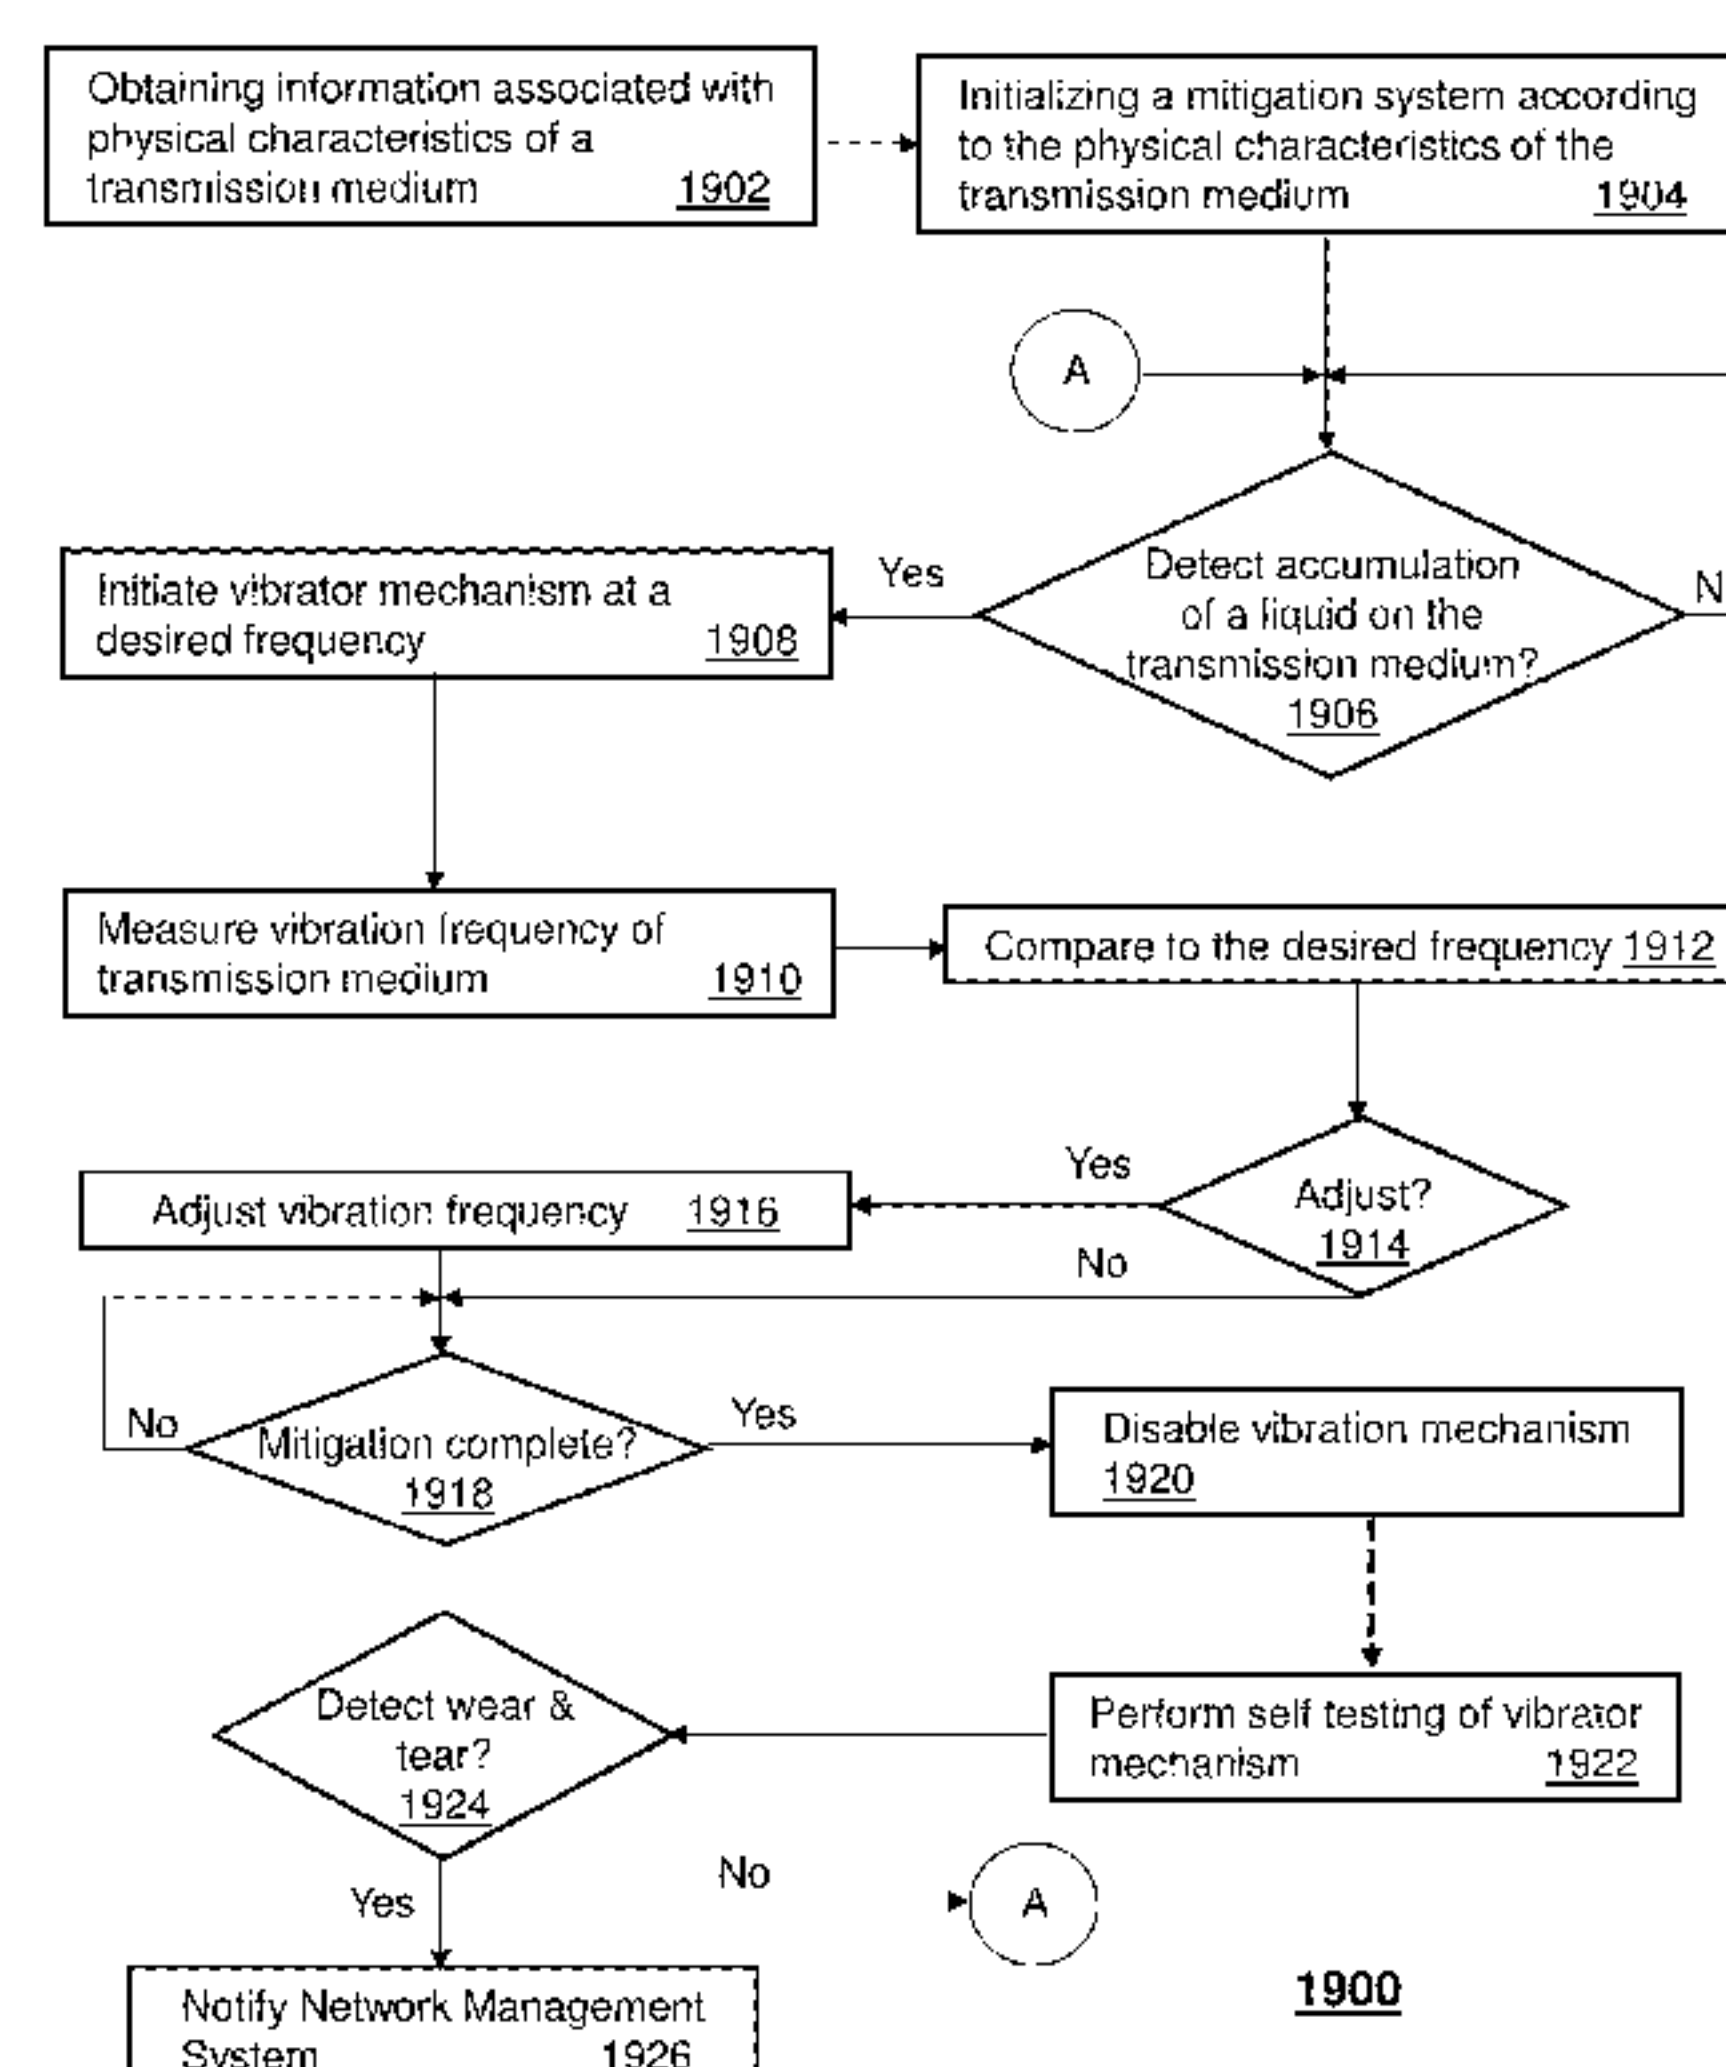 Obtaining information associated with
physical characteristics of a
transmission medium 1902
Initializing a mitigation system according
to the physical characteristics of the
transmission medium 1904
A
Detect accumulation
of a liquid on the
transmission medium?
1906
Yes
N
Initiate vibrator mechanism at a
desired frequency 1908
Measure vibration frequency of
transmission medium 1910
Compare to the desired frequency 1912
Adjust?
1914
Yes
No
Adjust vibration frequency 1916
Mitigation complete?
1918
No
Yes
Disable vibration mechanism
1920
Perform self testing of vibrator
mechanism 1922
Detect wear &
tear?
1924
Yes
No
A
Notify Network Management
System 1926
1900